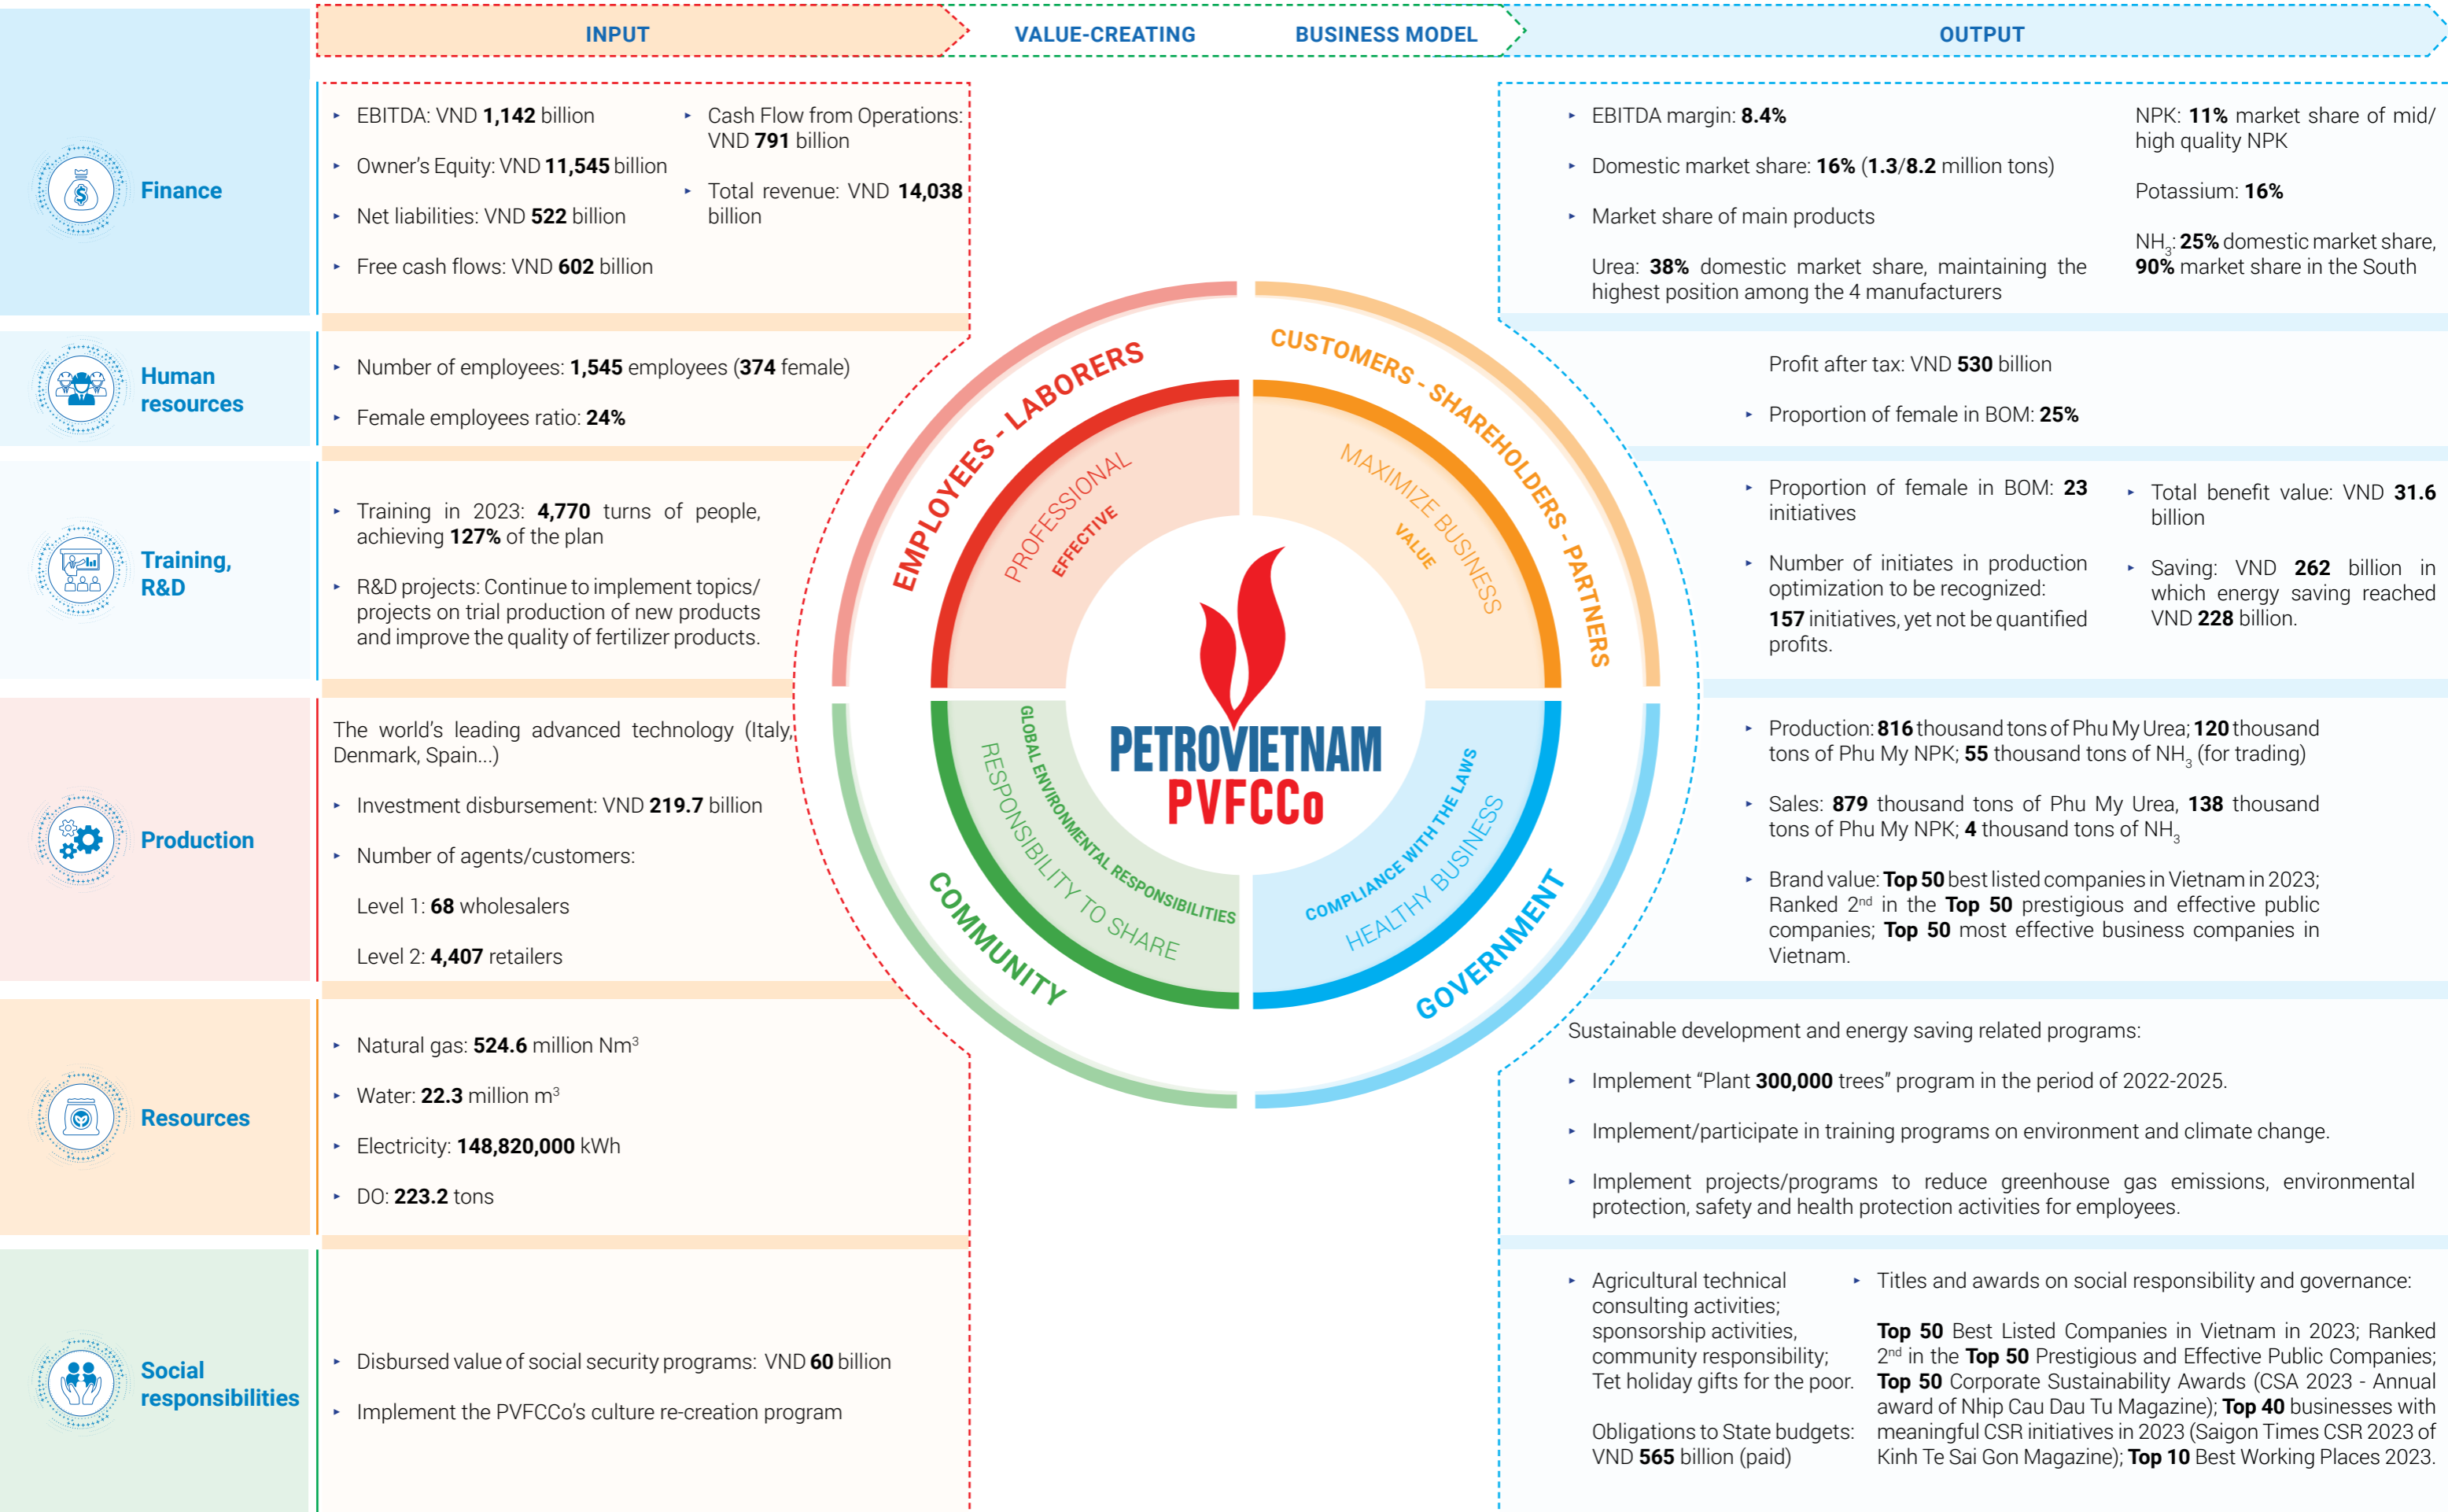 INPUT
VALUE-CREATING
BUSINESS MODEL
OUTPUT
Finance
EBITDA: VND 1,142 billion
Owner's Equity: VND 11,545 billion
Net liabilities: VND 522 billion
Free cash flows: VND 602 billion
Cash Flow from Operations:
VND 791 billion
Total revenue: VND 14,038
billion
EBITDA margin: 8.4%
Domestic market share: 16% (1.3/8.2 million tons)
Market share of main products
Urea: 38% domestic market share, maintaining the
highest position among the 4 manufacturers
NPK: 11% market share of mid/
high quality NPK
Potassium: 16%
NH3: 25% domestic market share,
90% market share in the South
Human
resources
Number of employees: 1,545 employees (374 female)
Female employees ratio: 24%
Profit after tax: VND 530 billion
Proportion of female in BOM: 25%
Training,
R&D
Training in 2023: 4,770 turns of people,
achieving 127% of the plan
R&D projects: Continue to implement topics/
projects on trial production of new products
and improve the quality of fertilizer products.
Proportion of female in BOM: 23
initiatives
Number of initiates in production
optimization to be recognized:
157 initiatives, yet not be quantified
profits.
Total benefit value: VND 31.6
billion
Saving: VND 262 billion in
which energy saving reached
VND 228 billion.
EMPLOYEES - LABORERS
PROFESSIONAL
EFFECTIVE
CUSTOMERS - SHAREHOLDERS - PARTNERS
MAXIMIZE BUSINESS
VALUE
PETROVIETNAM
PVFCCo
GLOBAL ENVIRONMENTAL RESPONSIBILITIES
RESPONSIBILITY TO SHARE
COMMUNITY
COMPLIANCE WITH THE LAWS
HEALTHY BUSINESS
GOVERNMENT
Production
The world's leading advanced technology (Italy,
Denmark, Spain...)
Investment disbursement: VND 219.7 billion
Number of agents/customers:
Level 1: 68 wholesalers
Level 2: 4,407 retailers
Production: 816 thousand tons of Phu My Urea; 120 thousand
tons of Phu My NPK; 55 thousand tons of NH3 (for trading)
Sales: 879 thousand tons of Phu My Urea, 138 thousand
tons of Phu My NPK; 4 thousand tons of NH3
Brand value: Top 50 best listed companies in Vietnam in 2023;
Ranked 2nd in the Top 50 prestigious and effective public
companies; Top 50 most effective business companies in
Vietnam.
Resources
Natural gas: 524.6 million Nm3
Water: 22.3 million m3
Electricity: 148,820,000 kWh
DO: 223.2 tons
Sustainable development and energy saving related programs:
Implement “Plant 300,000 trees” program in the period of 2022-2025.
Implement/participate in training programs on environment and climate change.
Implement projects/programs to reduce greenhouse gas emissions, environmental
protection, safety and health protection activities for employees.
Social
responsibilities
Disbursed value of social security programs: VND 60 billion
Implement the PVFCCo's culture re-creation program
Agricultural technical
consulting activities;
sponsorship activities,
community responsibility;
Tet holiday gifts for the poor.
Obligations to State budgets:
VND 565 billion (paid)
Titles and awards on social responsibility and governance:
Top 50 Best Listed Companies in Vietnam in 2023; Ranked
2nd in the Top 50 Prestigious and Effective Public Companies;
Top 50 Corporate Sustainability Awards (CSA 2023 - Annual
award of Nhip Cau Dau Tu Magazine); Top 40 businesses with
meaningful CSR initiatives in 2023 (Saigon Times CSR 2023 of
Kinh Te Sai Gon Magazine); Top 10 Best Working Places 2023.